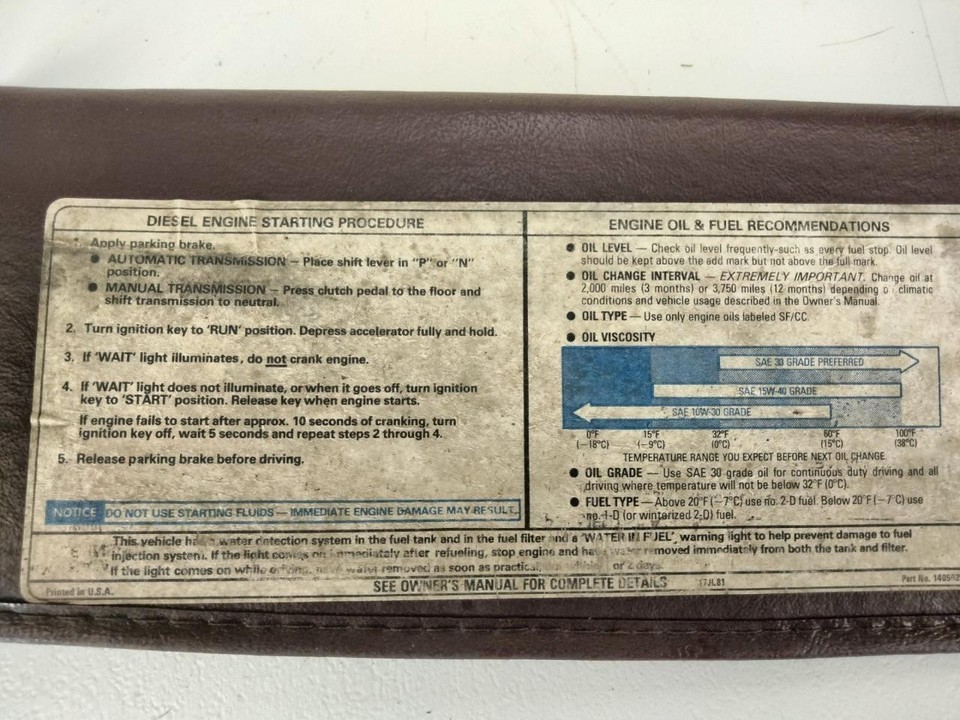 DIESEL ENGINE STARTING PROCEDURE
Apply parking brake.
● AUTOMATIC TRANSMISSION – Place shift lever in "P" or "N"
position.
● MANUAL TRANSMISSION – Press clutch pedal to the floor and
shift transmission to neutral.
2. Turn ignition key to 'RUN' position. Depress accelerator fully and hold.
3. If 'WAIT' light illuminates, do not crank engine.
4. If 'WAIT' light does not illuminate, or when it goes off, turn ignition
key to 'START' position. Release key when engine starts.
If engine fails to start after approx. 10 seconds of cranking, turn
ignition key off, wait 5 seconds and repeat steps 2 through 4.
5. Release parking brake before driving.
NOTICE DO NOT USE STARTING FLUIDS – IMMEDIATE ENGINE DAMAGE MAY RESULT.
ENGINE OIL & FUEL RECOMMENDATIONS
● OIL LEVEL – Check oil level frequently-such as every fuel stop. Oil level
should be kept above the add mark but not above the full mark.
● OIL CHANGE INTERVAL – EXTREMELY IMPORTANT. Change oil at
2,000 miles (3 months) or 3,750 miles (12 months) depending on climatic
conditions and vehicle usage described in the Owner's Manual.
● OIL TYPE – Use only engine oils labeled SF/CC.
● OIL VISCOSITY
SAE 30 GRADE PREFERRED
SAE 15W-40 GRADE
SAE 10W-30 GRADE
0°F 15°F 32°F 60°F 100°F
(–18°C) (–9°C) (0°C) (15°C) (38°C)
TEMPERATURE RANGE YOU EXPECT BEFORE NEXT OIL CHANGE
● OIL GRADE – Use SAE 30 grade oil for continuous duty driving and all
driving where temperature will not be below 32°F (0°C).
● FUEL TYPE – Above 20°F (–7°C) use no. 2-D fuel. Below 20°F (–7°C) use
no. 1-D (or winterized 2-D) fuel.
This vehicle has water detection system in the fuel tank and in the fuel filter and a 'WATER IN FUEL', warning light to help prevent damage to fuel
injection system. If the light comes on immediately after refueling, stop engine and have water removed immediately from both the tank and filter.
If the light comes on while water removed as soon as or 2 days.
SEE OWNER'S MANUAL FOR COMPLETE DETAILS
17JL81
Printed in U.S.A.
Part No. 140562